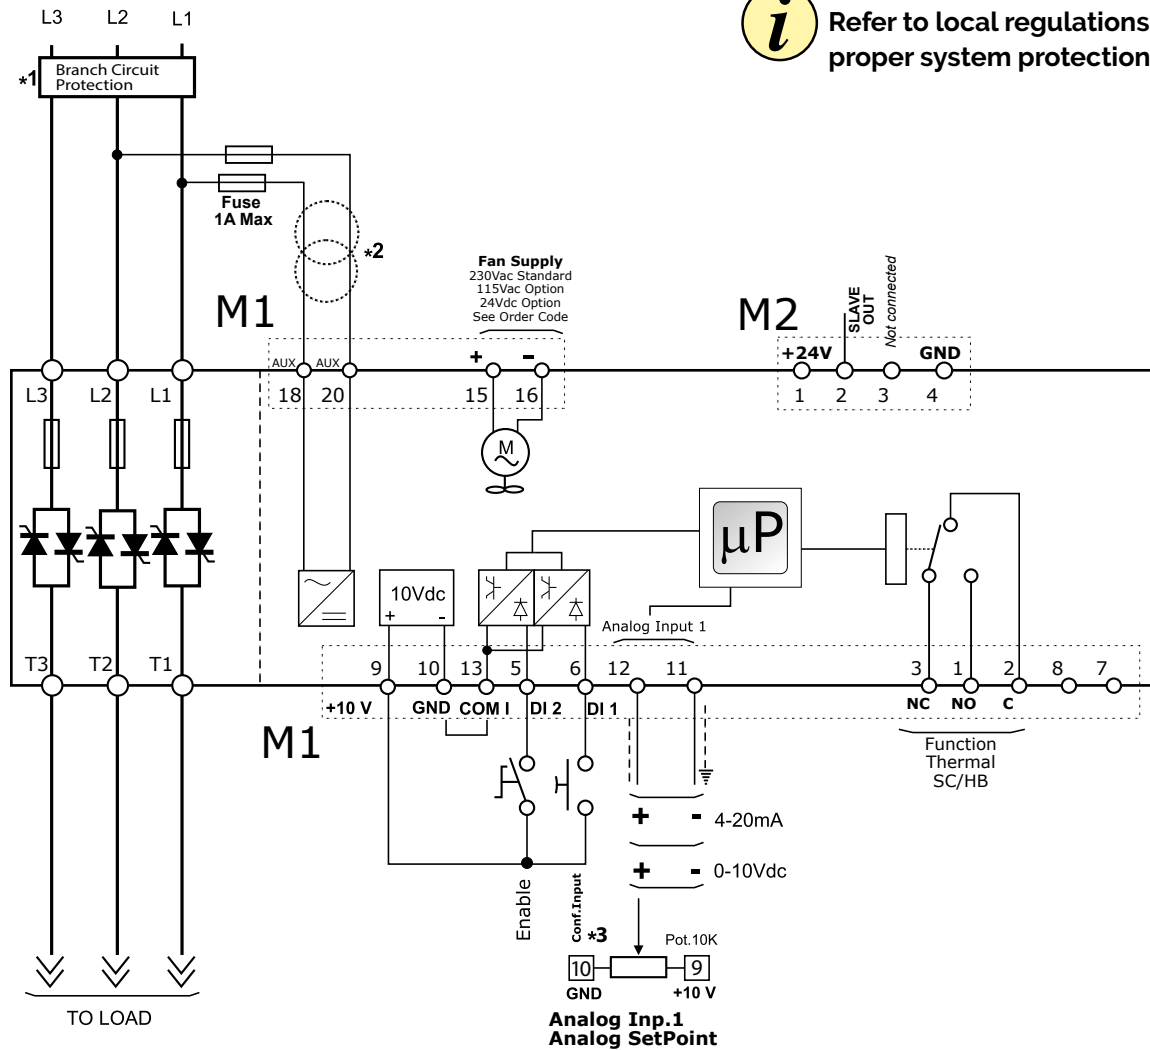 L3 L2 L1
i
Refer to local regulations
proper system protection
*1
Branch Circuit
Protection
Fuse
1A Max
*2
Fan Supply
230Vac Standard
115Vac Option
24Vdc Option
See Order Code
M1
M2
SLAVE
OUT
Not connected
AUX AUX
+ -
+24V GND
L3 L2 L1
18 20 15 16
1 2 3 4
M
µP
10Vdc
+ -
Analog Input 1
T3 T2 T1
9 10 13 5 6 12 11 3 1 2 8 7
+10 V GND COM I DI 2 DI 1
NC NO C
M1
Function
Thermal
SC/HB
+ - 4-20mA
+ - 0-10Vdc
Enable
Conf.Input
*3
Pot.10K
10 9
GND +10 V
TO LOAD
Analog Inp.1
Analog SetPoint